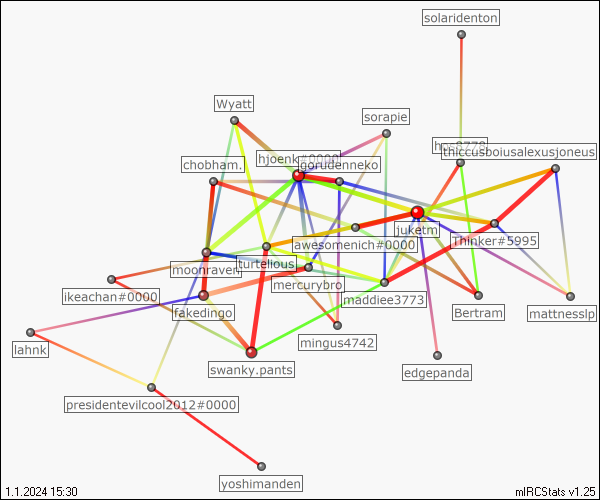 solaridenton
Wyatt
sorapie
thiccusboiusalexusjoneus
hjoenk#0000
gorudenneko
chobham.
juketm
Thinker#5995
awesomenich#0000
turtelious
moonraven
mercurybro
maddiee3773
ikeachan#0000
fakedingo
Bertram
mattnesslp
mingus4742
lahnk
swanky.pants
edgepanda
presidentevilcool2012#0000
yoshimanden
1.1.2024 15:30
mIRCStats v1.25